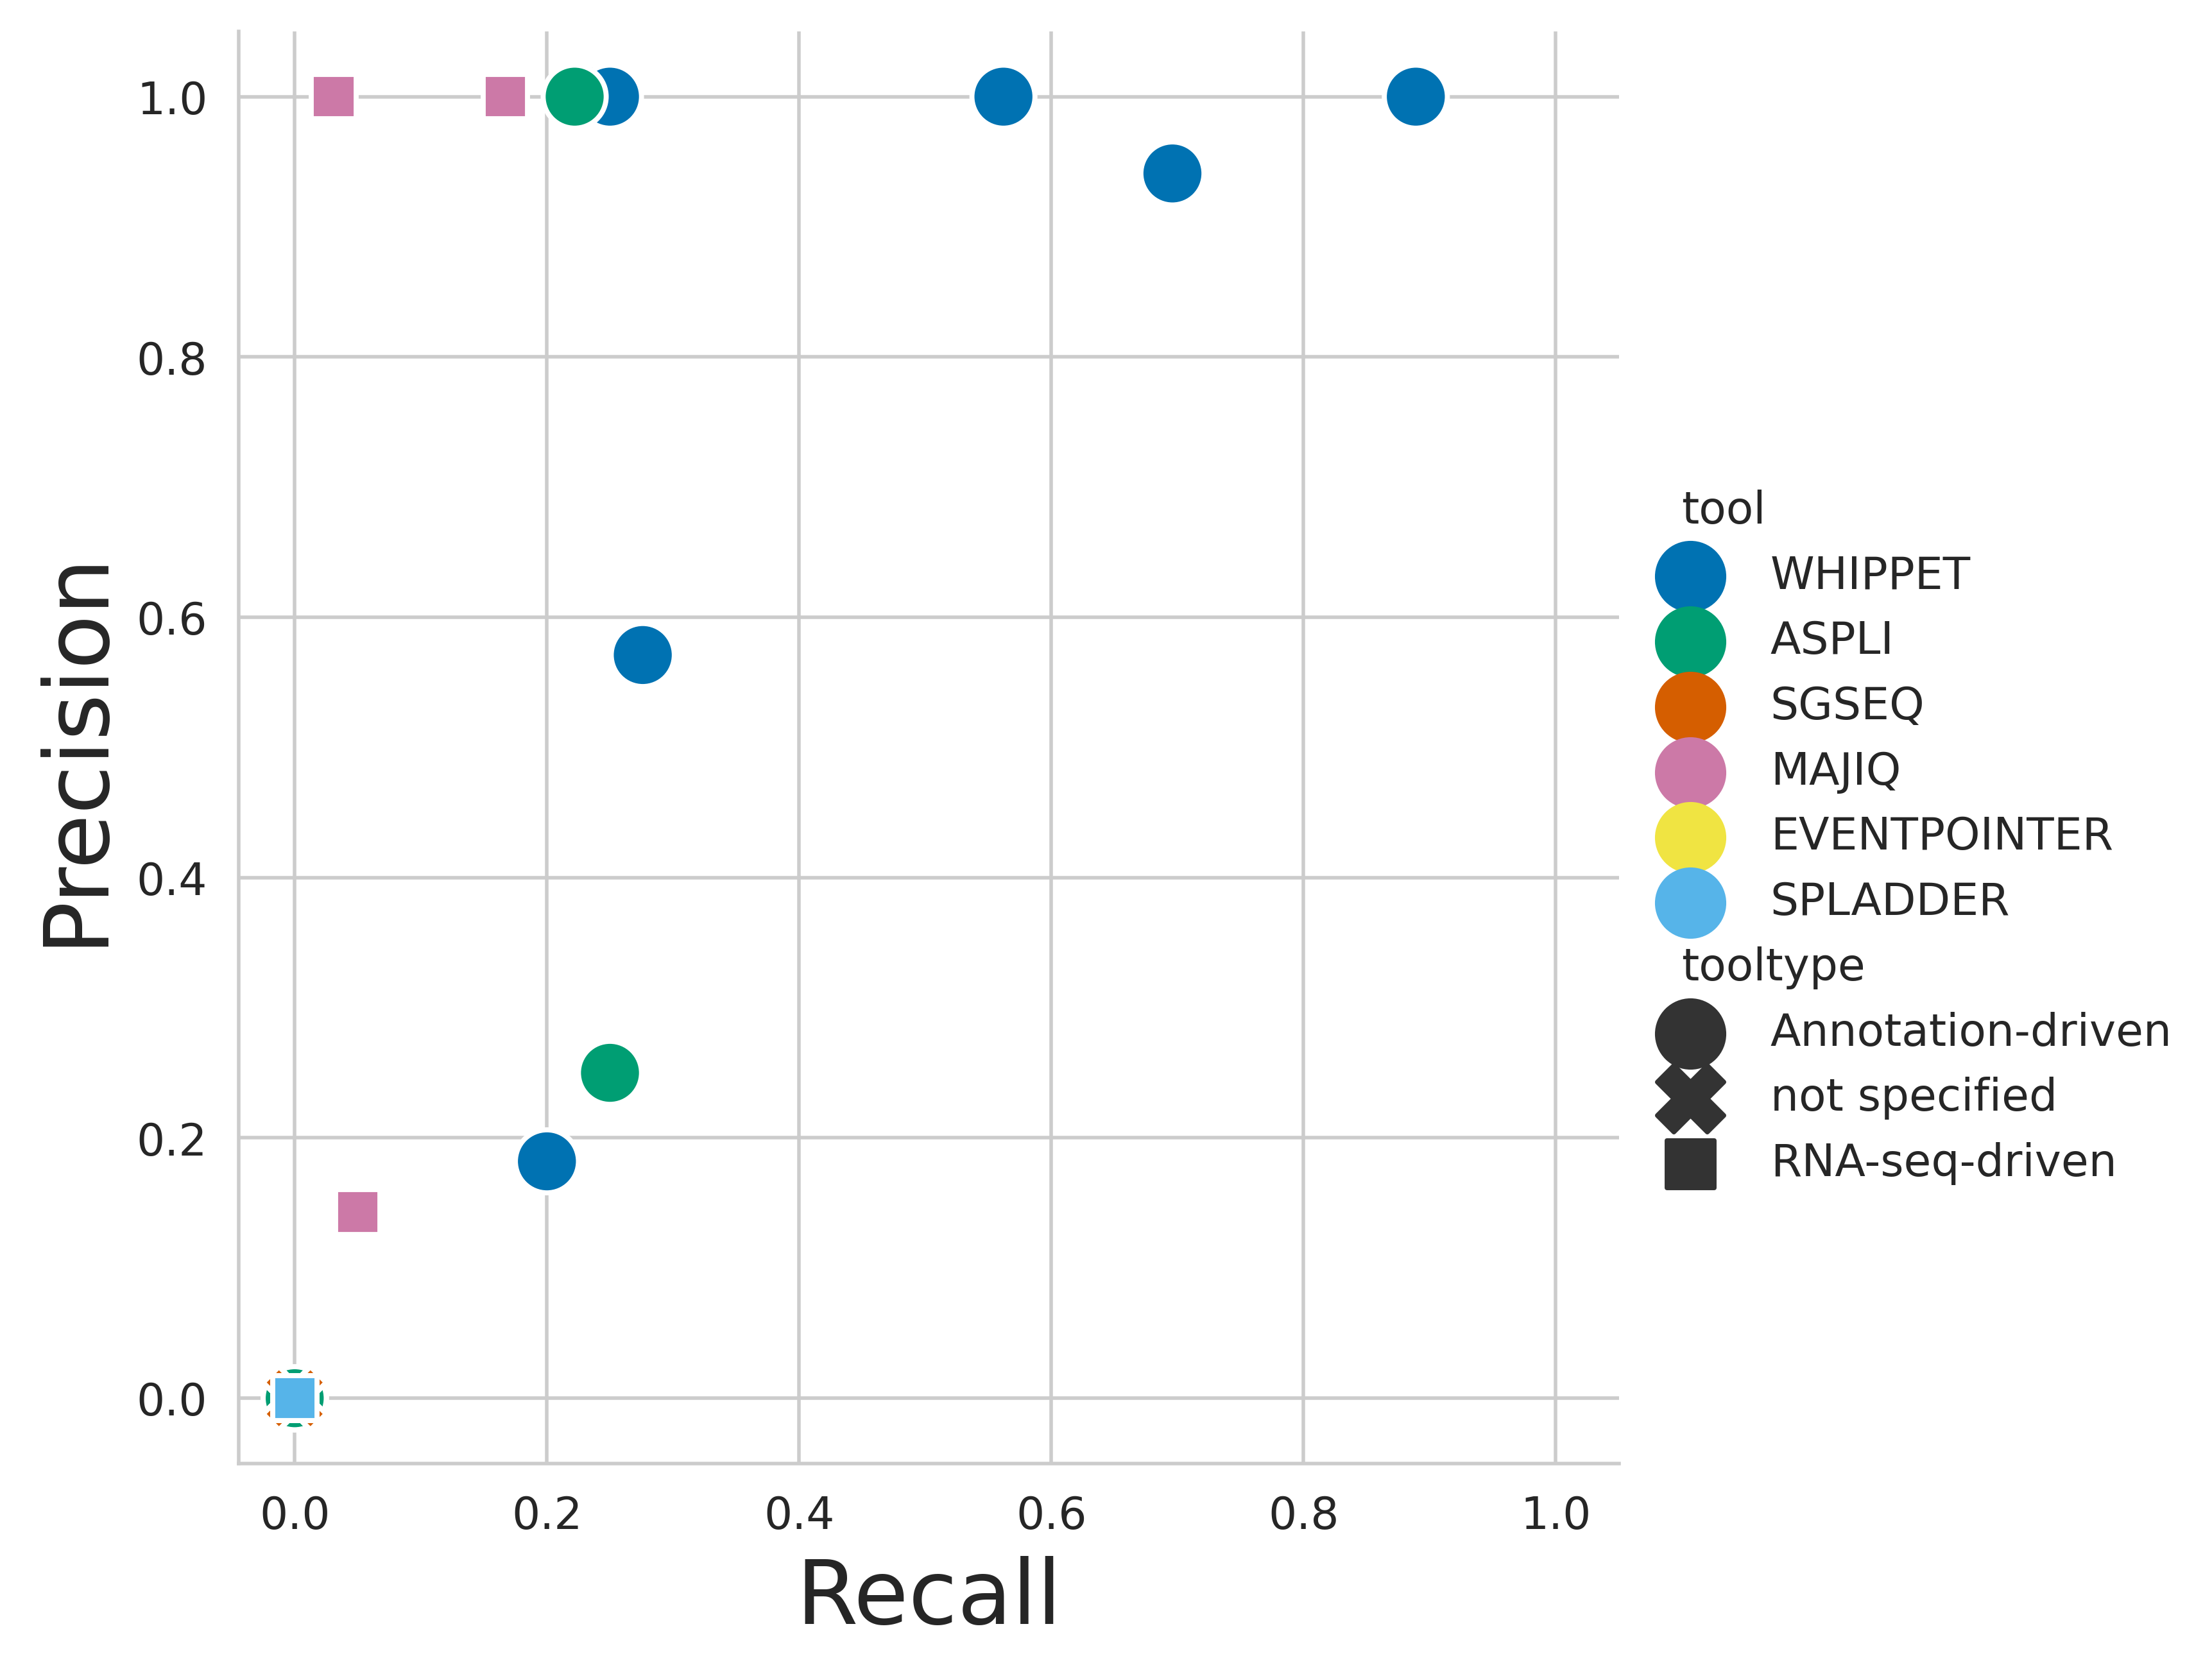 Precision
1.0
0.8
0.6
0.4
0.2
0.0
0.0 0.2 0.4 0.6 0.8 1.0
Recall
tool
WHIPPET
ASPLI
SGSEQ
MAJIQ
EVENTPOINTER
SPLADDER
tooltype
Annotation-driven
not specified
RNA-seq-driven